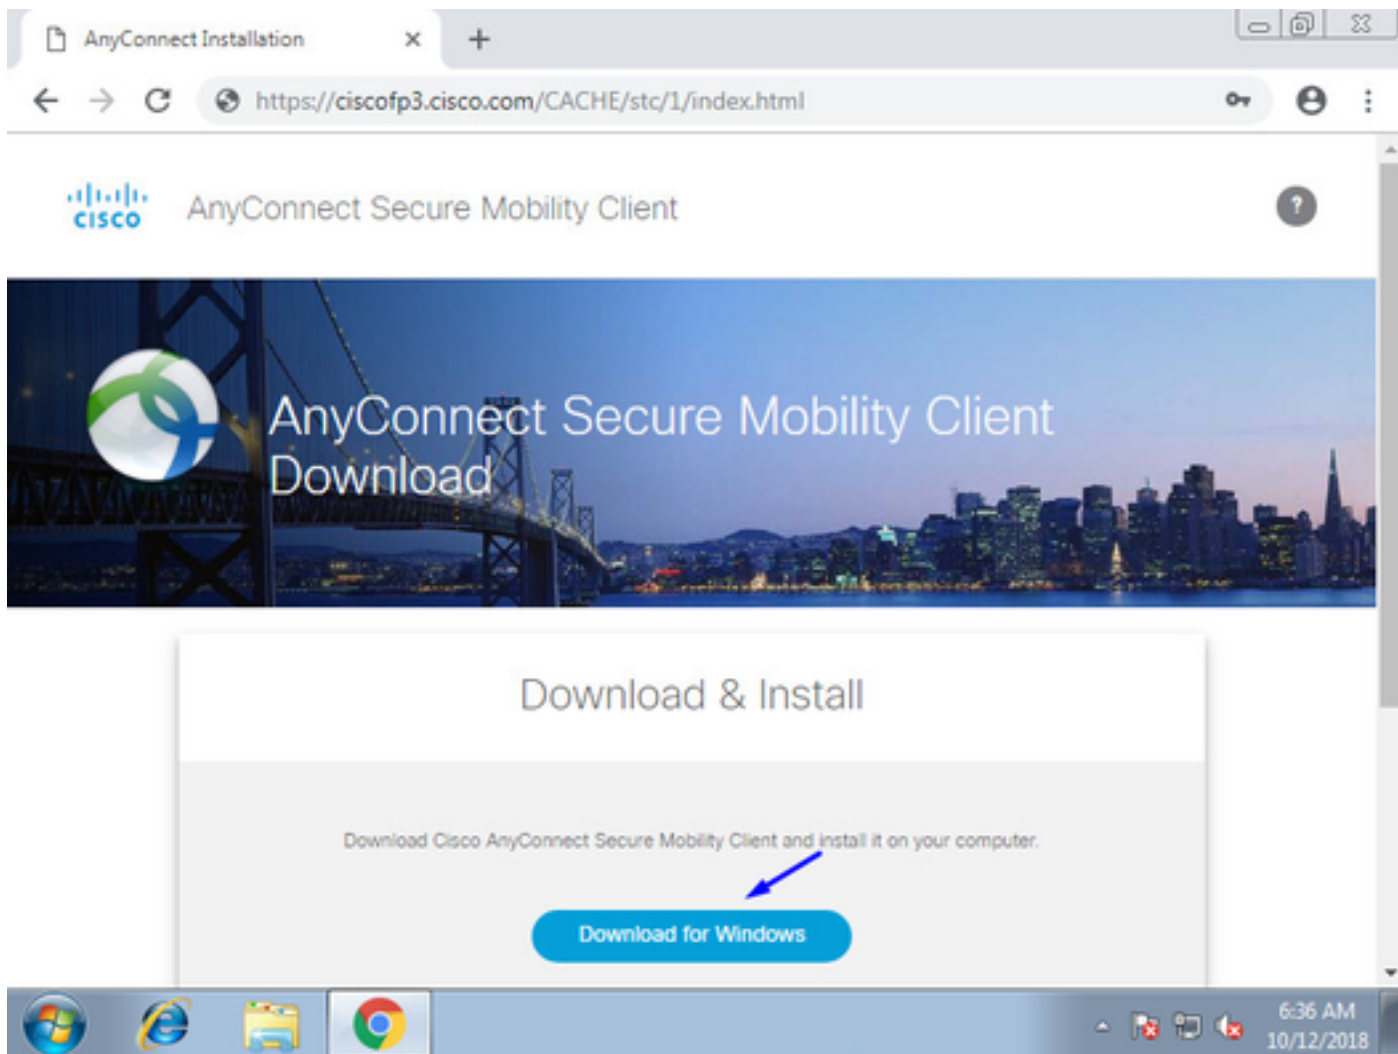 AnyConnect Installation
https://ciscofp3.cisco.com/CACHE/stc/1/index.html
CISCO
AnyConnect Secure Mobility Client
?
AnyConnect Secure Mobility Client
Download
Download & Install
Download Cisco AnyConnect Secure Mobility Client and install it on your computer.
Download for Windows
6:36 AM
10/12/2018